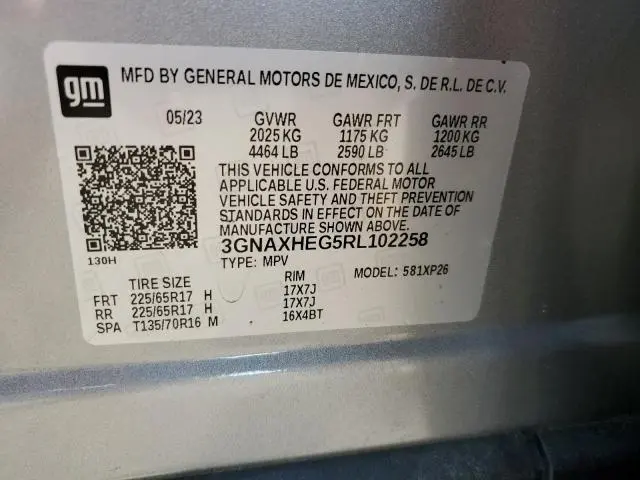 gm
MFD BY GENERAL MOTORS DE MEXICO, S. DE R.L. DE C.V.
05/23 GVWR GAWR FRT GAWR RR
2025 KG 1175 KG 1200 KG
4464 LB 2590 LB 2645 LB
THIS VEHICLE CONFORMS TO ALL
APPLICABLE U.S. FEDERAL MOTOR
VEHICLE SAFETY AND THEFT PREVENTION
STANDARDS IN EFFECT ON THE DATE OF
MANUFACTURE SHOWN ABOVE.
3GNAXHEG5RL102258
130H
TYPE: MPV MODEL: 581XP26
TIRE SIZE RIM
FRT 225/65R17 H 17X7J
RR 225/65R17 H 17X7J
SPA T135/70R16 M 16X4BT